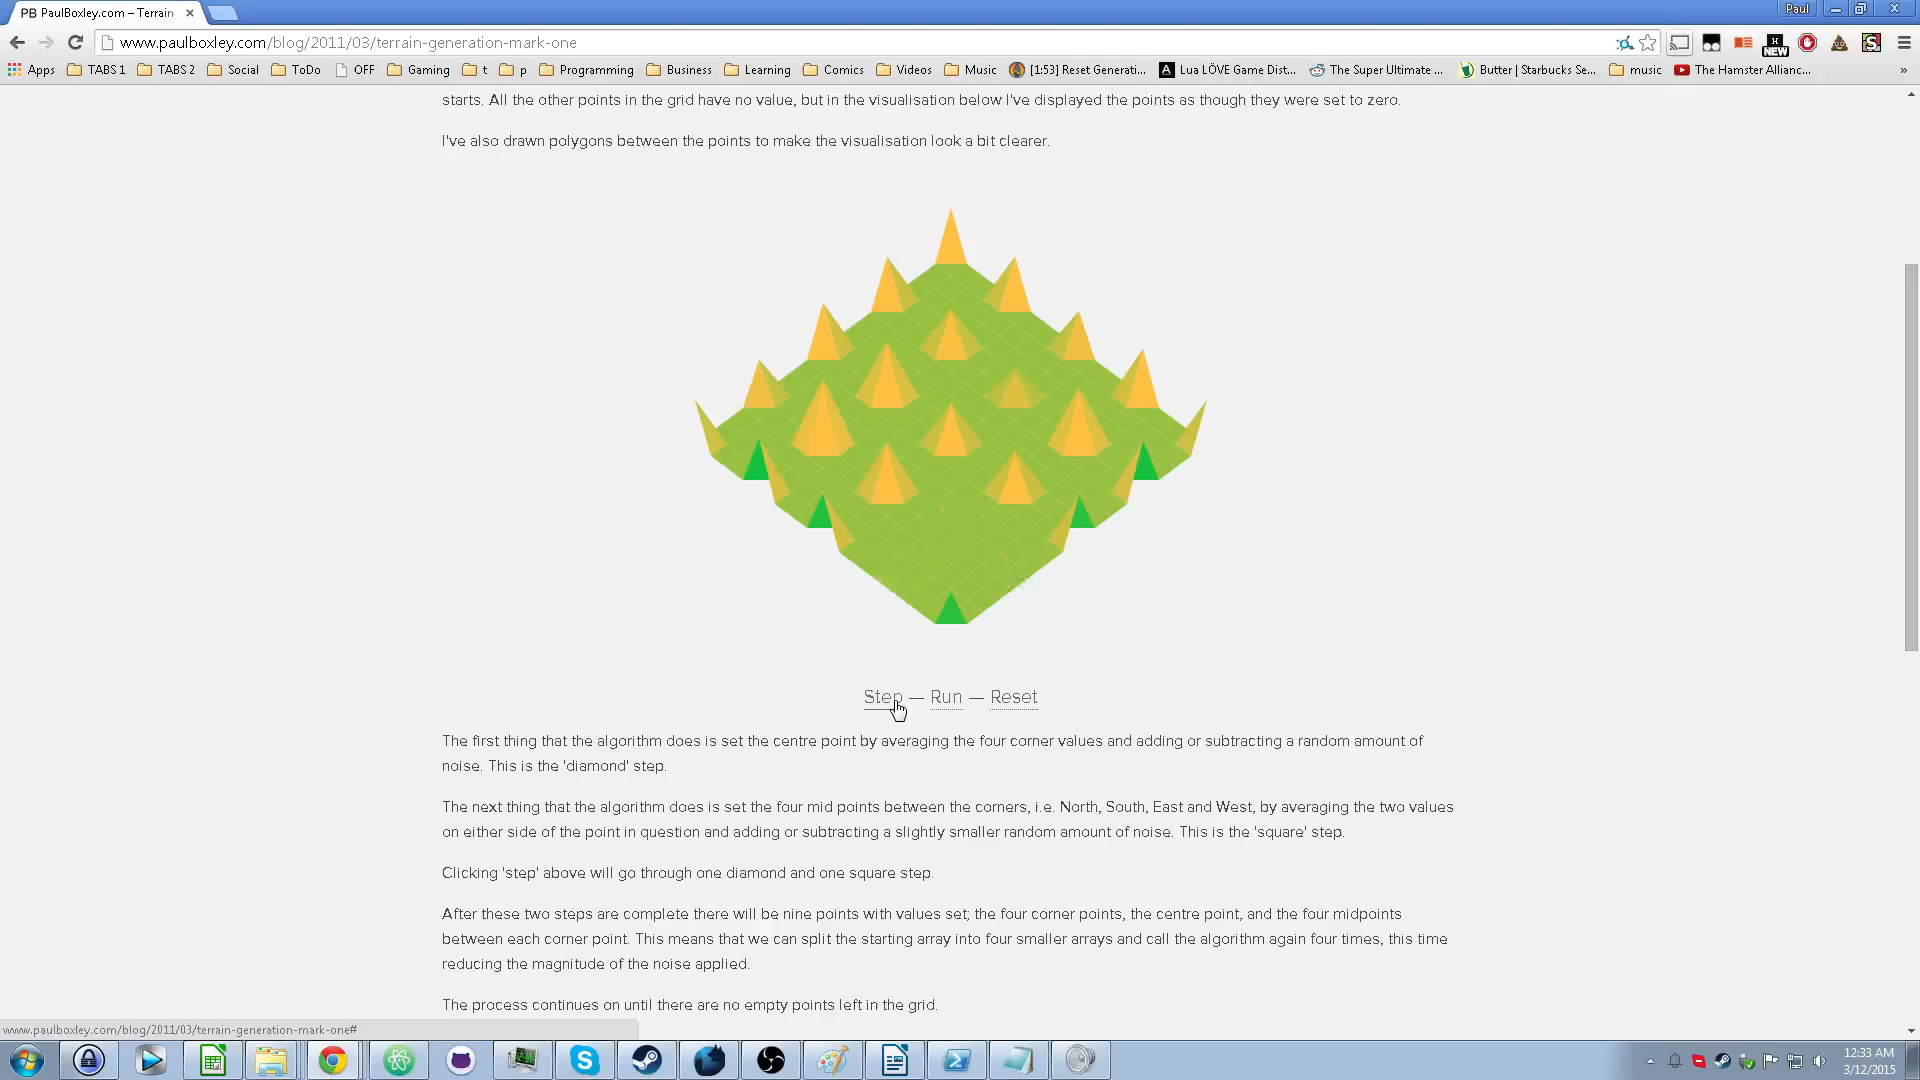 PB PaulBoxley.com – Terrain
Paul
www.paulboxley.com/blog/2011/03/terrain-generation-mark-one
NEW
Apps TABS 1 TABS 2 Social ToDo OFF Gaming t p Programming Business Learning Comics Videos Music [1:53] Reset Generati... Lua LÖVE Game Dist... The Super Ultimate ... Butter | Starbucks Se... music The Hamster Allianc... »
starts. All the other points in the grid have no value, but in the visualisation below I've displayed the points as though they were set to zero.
I've also drawn polygons between the points to make the visualisation look a bit clearer.
Step — Run — Reset
The first thing that the algorithm does is set the centre point by averaging the four corner values and adding or subtracting a random amount of
noise. This is the 'diamond' step.
The next thing that the algorithm does is set the four mid points between the corners, i.e. North, South, East and West, by averaging the two values
on either side of the point in question and adding or subtracting a slightly smaller random amount of noise. This is the 'square' step.
Clicking 'step' above will go through one diamond and one square step.
After these two steps are complete there will be nine points with values set; the four corner points, the centre point, and the four midpoints
between each corner point. This means that we can split the starting array into four smaller arrays and call the algorithm again four times, this time
reducing the magnitude of the noise applied.
The process continues on until there are no empty points left in the grid.
www.paulboxley.com/blog/2011/03/terrain-generation-mark-one#
12:33 AM
3/12/2015